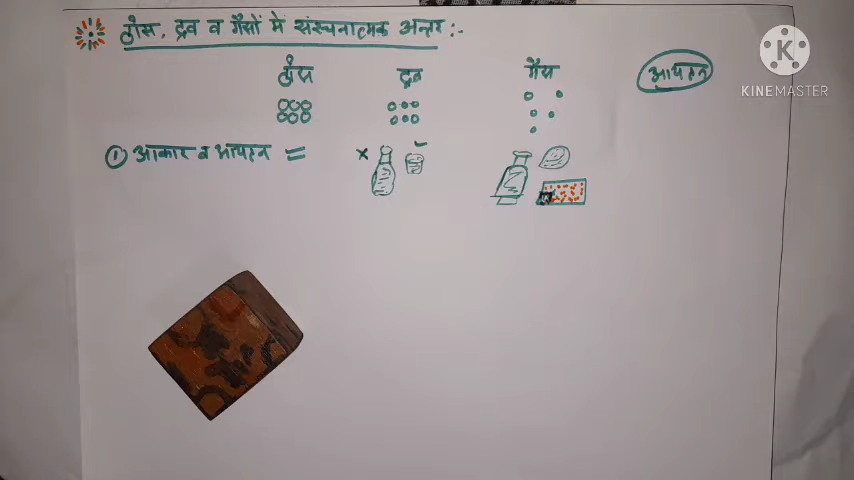 ठोस, द्रव व गैसों मे संरचनात्मक अन्तर :-
ठोस द्रव गैस आयतन
① आकार व आयतन =
K
KINEMASTER